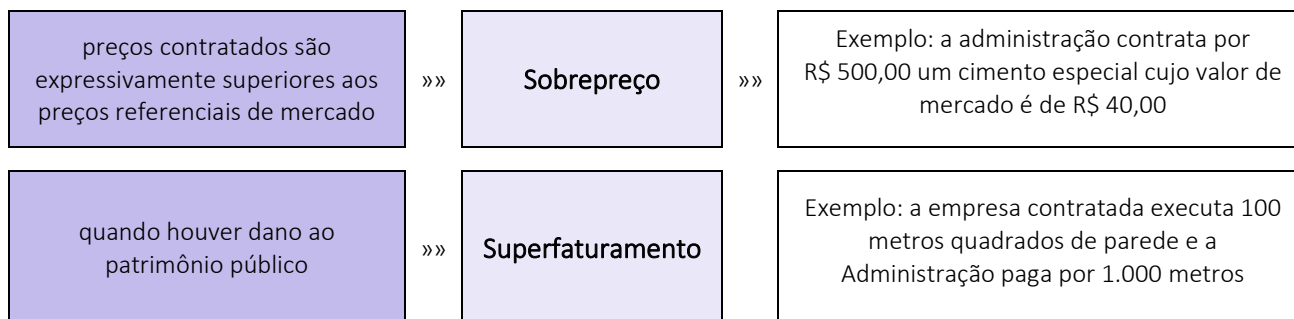 preços contratados são
expressivamente superiores aos
preços referenciais de mercado
»»
Sobrepreço
»»
Exemplo: a administração contrata por
R$ 500,00 um cimento especial cujo valor de
mercado é de R$ 40,00
quando houver dano ao
patrimônio público
»»
Superfaturamento
Exemplo: a empresa contratada executa 100
metros quadrados de parede e a
Administração paga por 1.000 metros